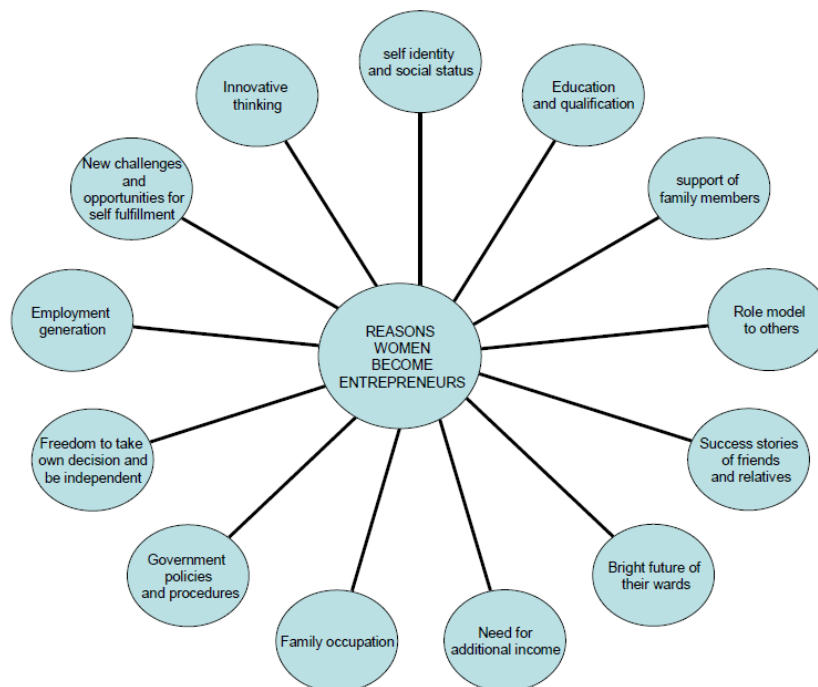 self identity
and social status
Innovative
thinking
Education
and qualification
New challenges
and
opportunities for
self fulfillment
support of
family members
Employment
generation
Role model
to others
REASONS
WOMEN
BECOME
ENTREPRENEURS
Freedom to take
own decision and
be independent
Success stories
of friends
and relatives
Government
policies
and procedures
Bright future of
their wards
Family occupation
Need for
additional income